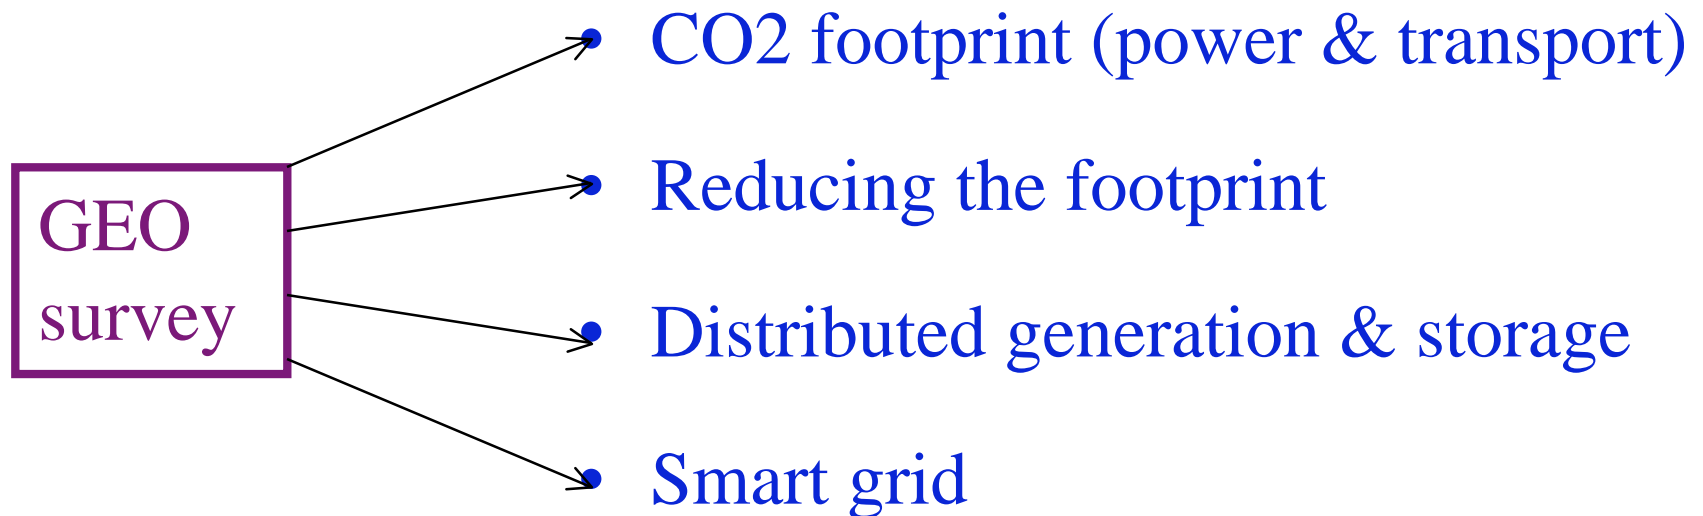 GEO
survey
CO2 footprint (power & transport)
Reducing the footprint
Distributed generation & storage
Smart grid